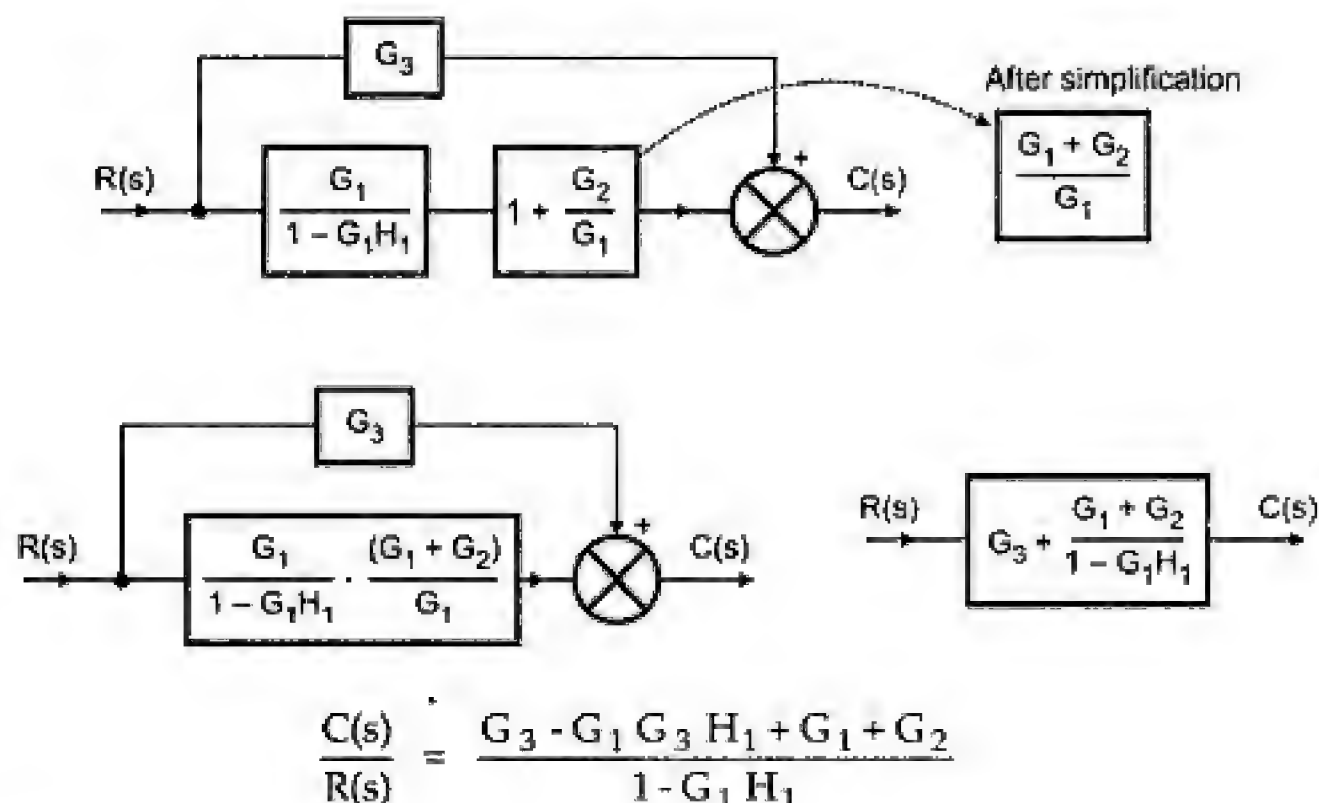 G₃
After simplification
R(s)
G₁ / (1 – G₁H₁)
1 + G₂ / G₁
+
C(s)
(G₁ + G₂) / G₁
G₃
R(s)
G₁ / (1 – G₁H₁) · (G₁ + G₂) / G₁
+
C(s)
R(s)
G₃ + (G₁ + G₂) / (1 – G₁H₁)
C(s)
C(s) / R(s) = (G₃ - G₁ G₃ H₁ + G₁ + G₂) / (1 - G₁ H₁)